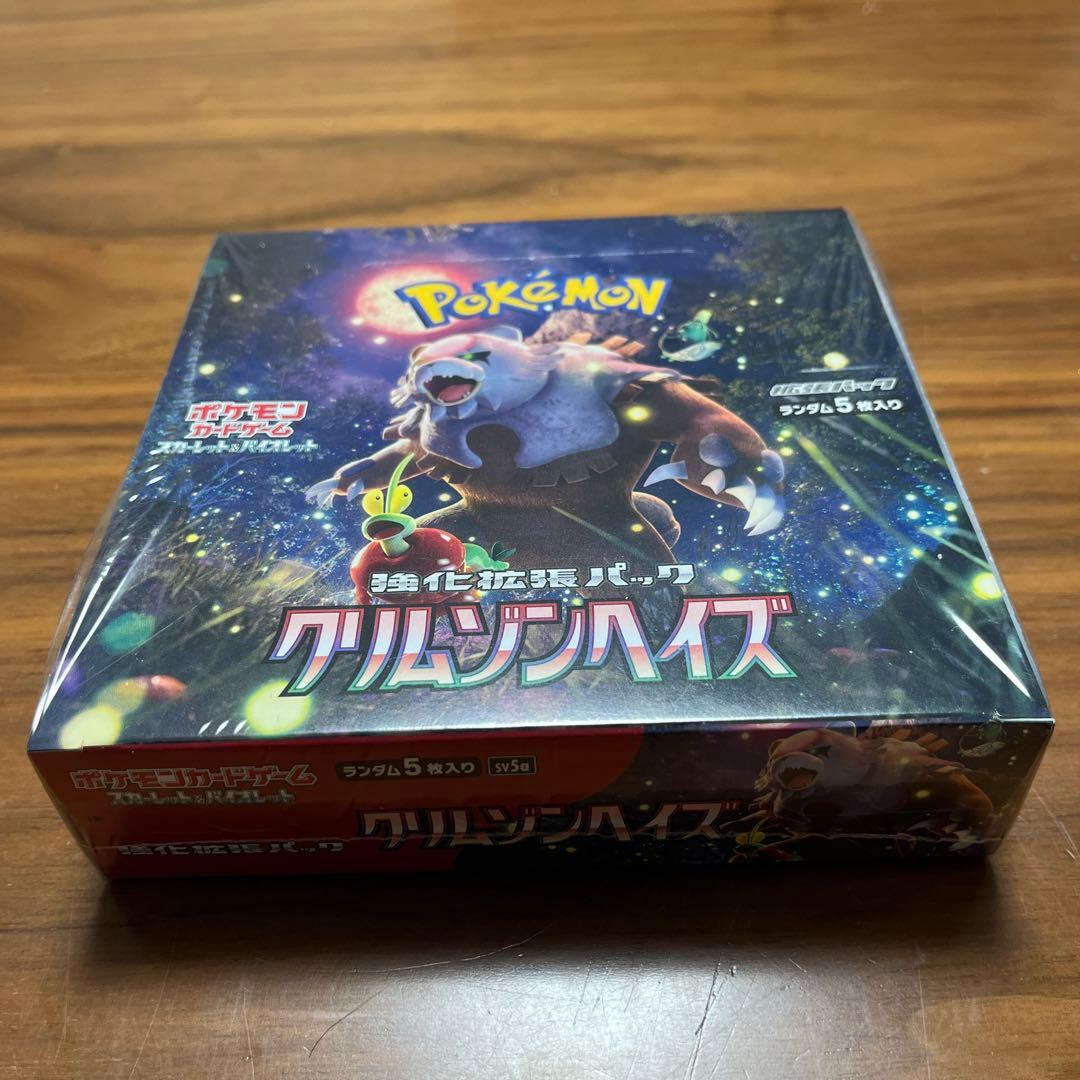 POKéMON
ポケモン
カードゲーム
スカーレット&バイオレット
拡張パック
ランダム5枚入り
強化拡張パック
クリムゾンヘイズ
ポケモンカードゲーム
スカーレット&バイオレット
ランダム5枚入り
sv5a
強化拡張パック
クリムゾンヘイズ